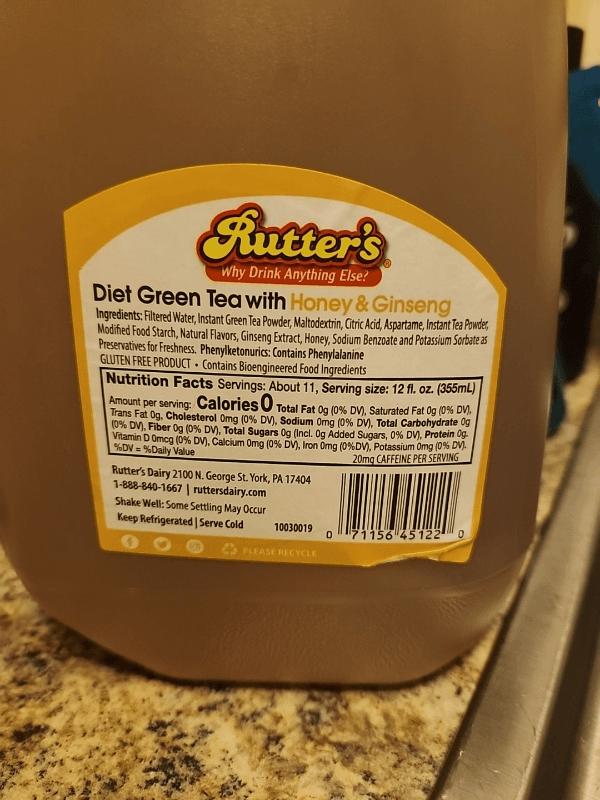 Rutter's®
Why Drink Anything Else?
Diet Green Tea with Honey & Ginseng
Ingredients: Filtered Water, Instant Green Tea Powder, Maltodextrin, Citric Acid, Aspartame, Instant Tea Powder,
Modified Food Starch, Natural Flavors, Ginseng Extract, Honey, Sodium Benzoate and Potassium Sorbate as
Preservatives for Freshness. Phenylketonurics: Contains Phenylalanine
GLUTEN FREE PRODUCT • Contains Bioengineered Food Ingredients
Nutrition Facts Servings: About 11, Serving size: 12 fl. oz. (355mL)
Amount per serving: Calories 0 Total Fat 0g (0% DV), Saturated Fat 0g (0% DV),
Trans Fat 0g, Cholesterol 0mg (0% DV), Sodium 0mg (0% DV), Total Carbohydrate 0g
(0% DV), Fiber 0g (0% DV), Total Sugars 0g (Incl. 0g Added Sugars, 0% DV), Protein 0g.
Vitamin D 0mcg (0% DV), Calcium 0mg (0% DV), Iron 0mg (0%DV), Potassium 0mg (0% DV).
%DV = %Daily Value
20mg CAFFEINE PER SERVING
Rutter's Dairy 2100 N. George St. York, PA 17404
1-888-840-1667 | ruttersdairy.com
Shake Well: Some Settling May Occur
Keep Refrigerated | Serve Cold
10030019
0 71156 45122 0
PLEASE RECYCLE